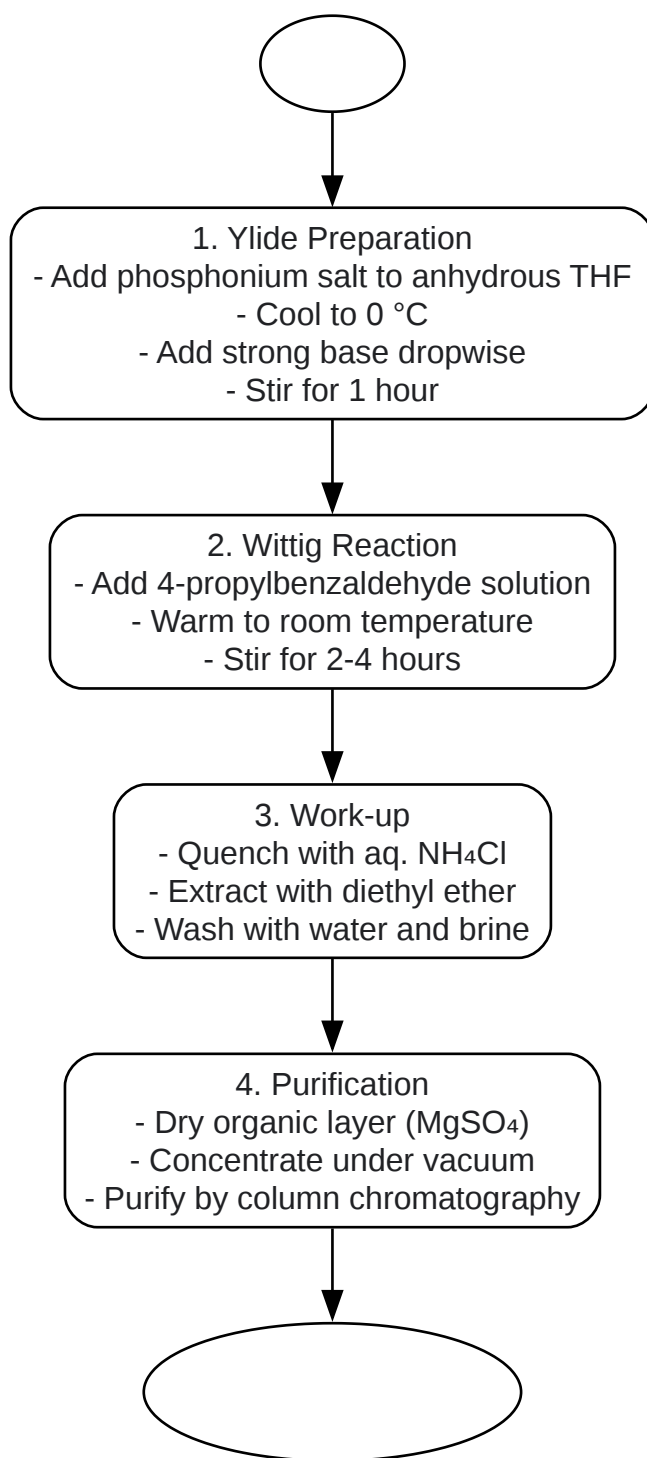 1. Ylide Preparation
- Add phosphonium salt to anhydrous THF
- Cool to 0 °C
- Add strong base dropwise
- Stir for 1 hour
2. Wittig Reaction
- Add 4-propylbenzaldehyde solution
- Warm to room temperature
- Stir for 2-4 hours
3. Work-up
- Quench with aq. NH₄Cl
- Extract with diethyl ether
- Wash with water and brine
4. Purification
- Dry organic layer (MgSO₄)
- Concentrate under vacuum
- Purify by column chromatography